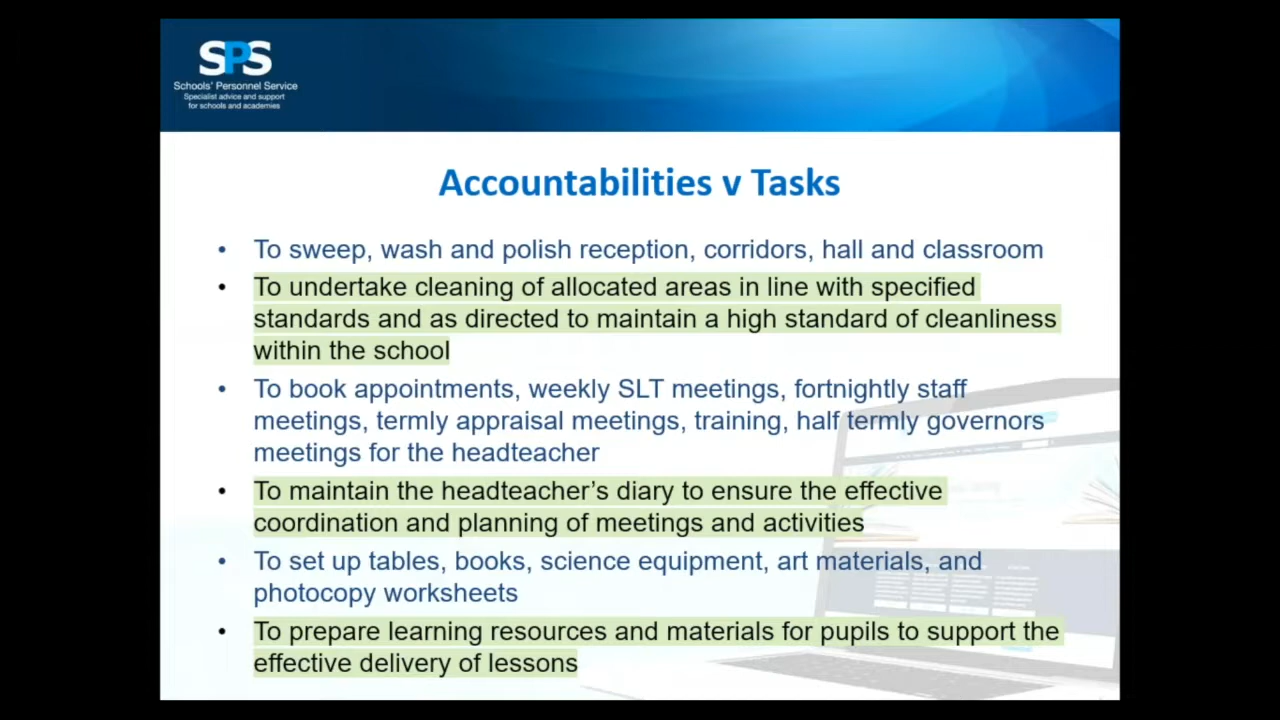 SPS
Schools' Personnel Service
Specialist advice and support
for schools and academies
Accountabilities v Tasks
• To sweep, wash and polish reception, corridors, hall and classroom
• To undertake cleaning of allocated areas in line with specified
standards and as directed to maintain a high standard of cleanliness
within the school
• To book appointments, weekly SLT meetings, fortnightly staff
meetings, termly appraisal meetings, training, half termly governors
meetings for the headteacher
• To maintain the headteacher’s diary to ensure the effective
coordination and planning of meetings and activities
• To set up tables, books, science equipment, art materials, and
photocopy worksheets
• To prepare learning resources and materials for pupils to support the
effective delivery of lessons